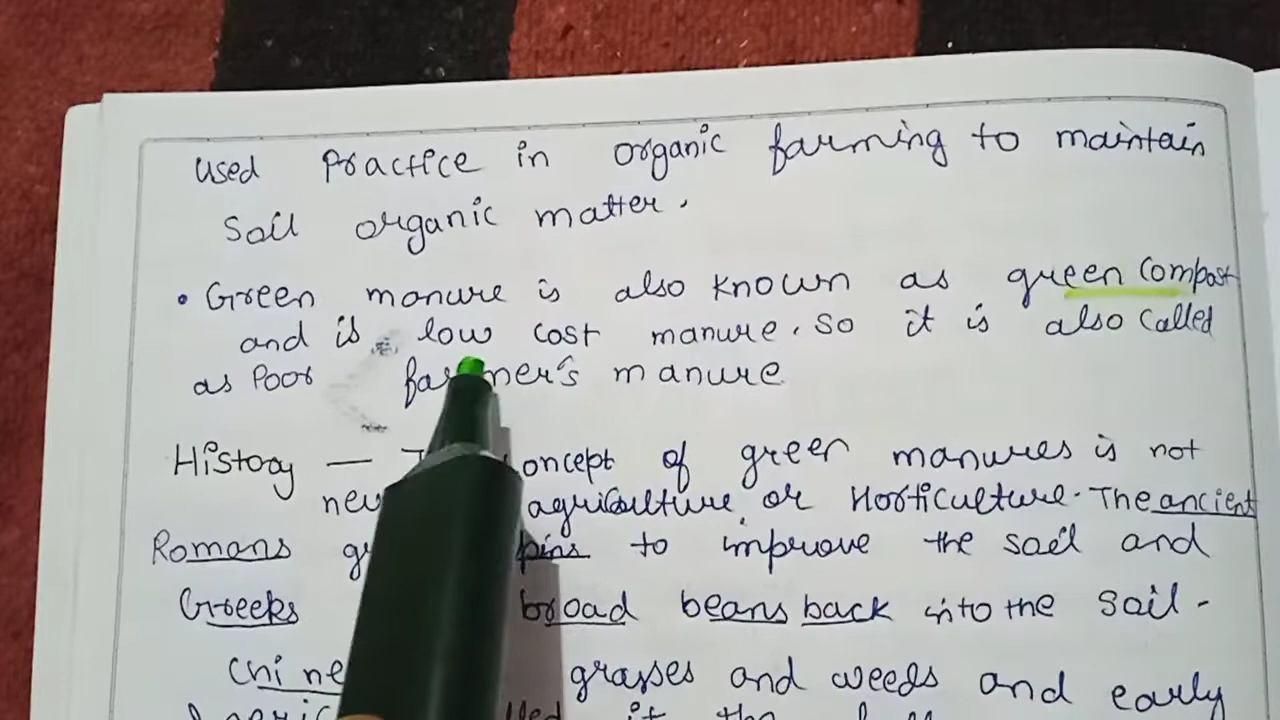 Used Practice in organic farming to maintain
Soil organic matter.
• Green manure is also known as green compost
and is low cost manure. So it is also called
as Poor farmer's manure
History — concept of green manures is not
new agriculture or Horticulture. The ancient
Romans to improve the soil and
Greeks broad beans back into the soil -
grasses and weeds and early
it the